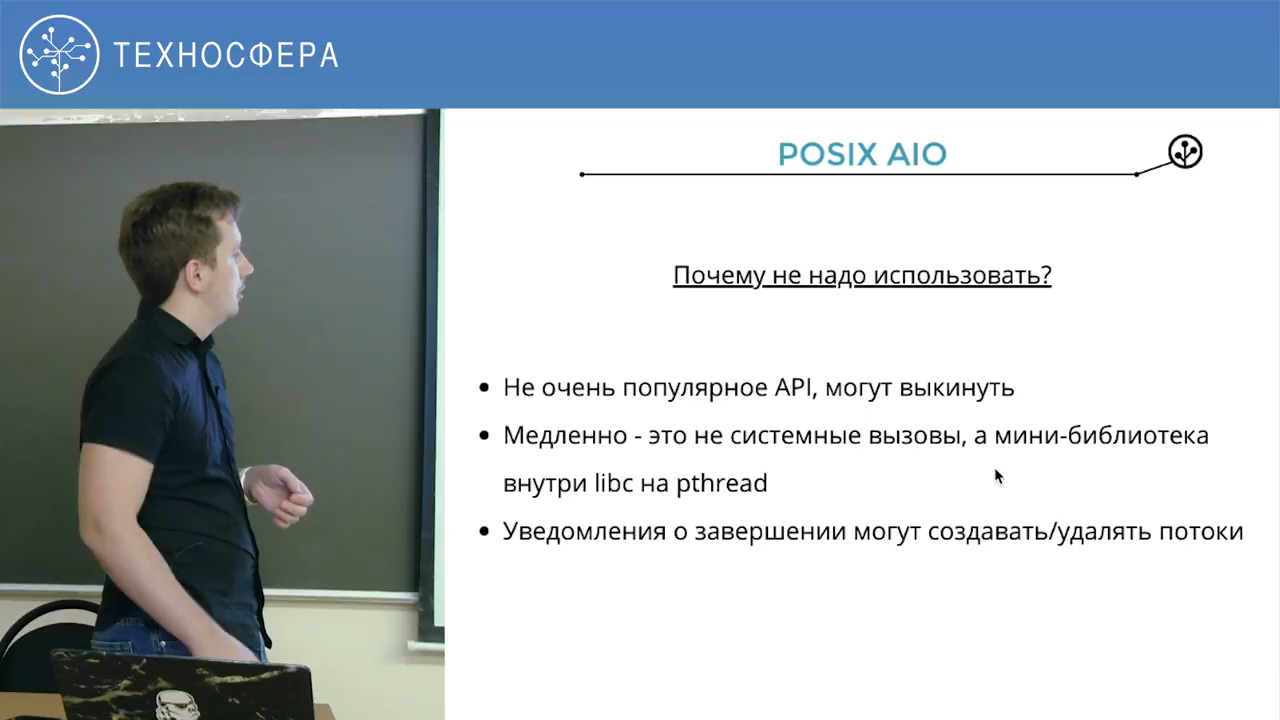 ТЕХНОСФЕРА
POSIX AIO
Почему не надо использовать?
• Не очень популярное API, могут выкинуть
• Медленно - это не системные вызовы, а мини-библиотека
внутри libc на pthread
• Уведомления о завершении могут создавать/удалять потоки